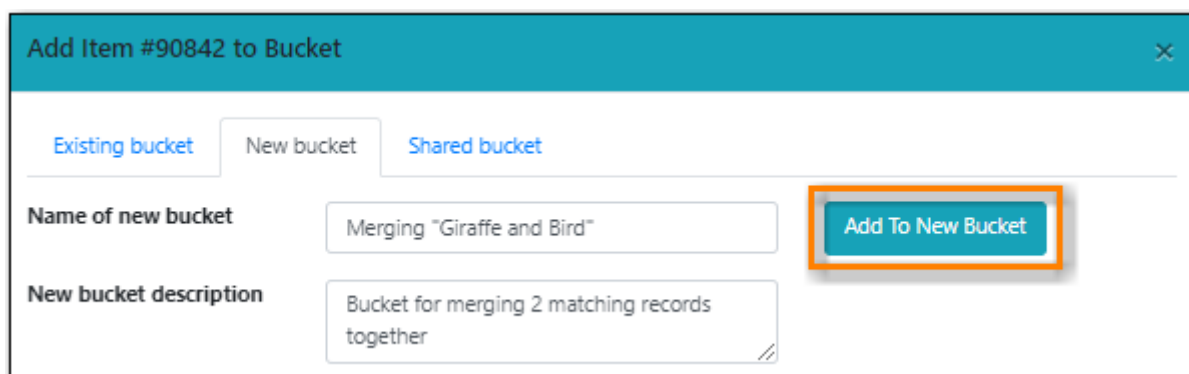 Add Item #90842 to Bucket ×
Existing bucket New bucket Shared bucket
Name of new bucket Merging "Giraffe and Bird" Add To New Bucket
New bucket description Bucket for merging 2 matching records
together